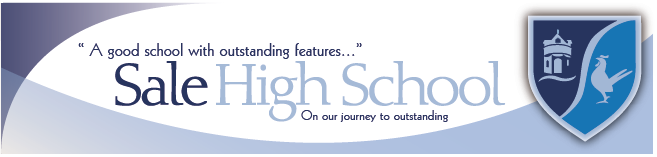 “ A good school with outstanding features...”
Sale High School
On our journey to outstanding